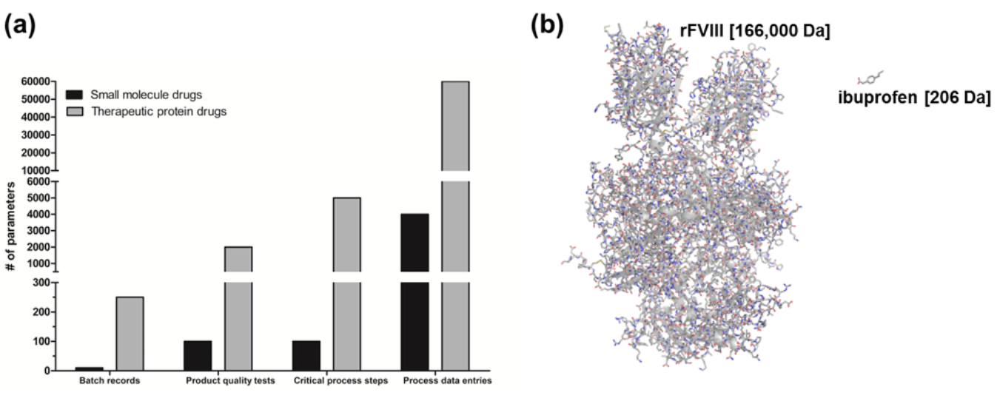 (a)
60000
50000
40000
30000
20000
10000
6000
5000
4000
3000
2000
1000
300
200
100
0
# of parameters
Small molecule drugs
Therapeutic protein drugs
Batch records
Product quality tests
Critical process steps
Process data entries
(b)
rFVIII [166,000 Da]
ibuprofen [206 Da]